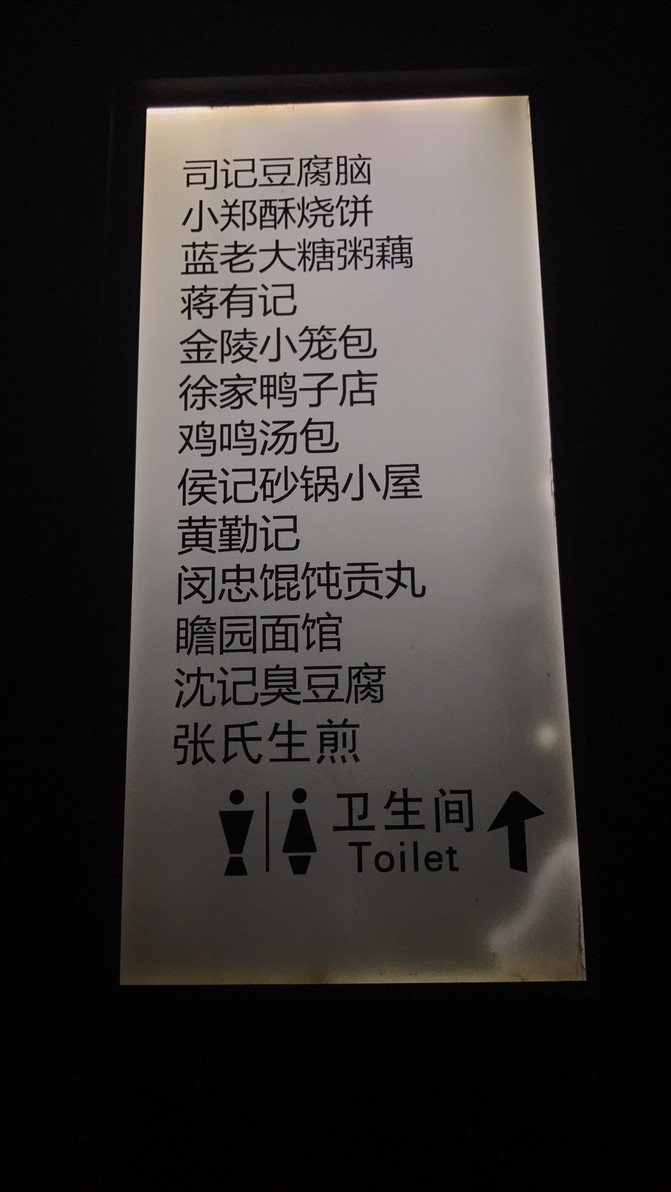 司记豆腐脑
小郑酥烧饼
蓝老大糖粥藕
蒋有记
金陵小笼包
徐家鸭子店
鸡鸣汤包
侯记砂锅小屋
黄勤记
闵忠馄饨贡丸
瞻园面馆
沈记臭豆腐
张氏生煎
卫生间
Toilet